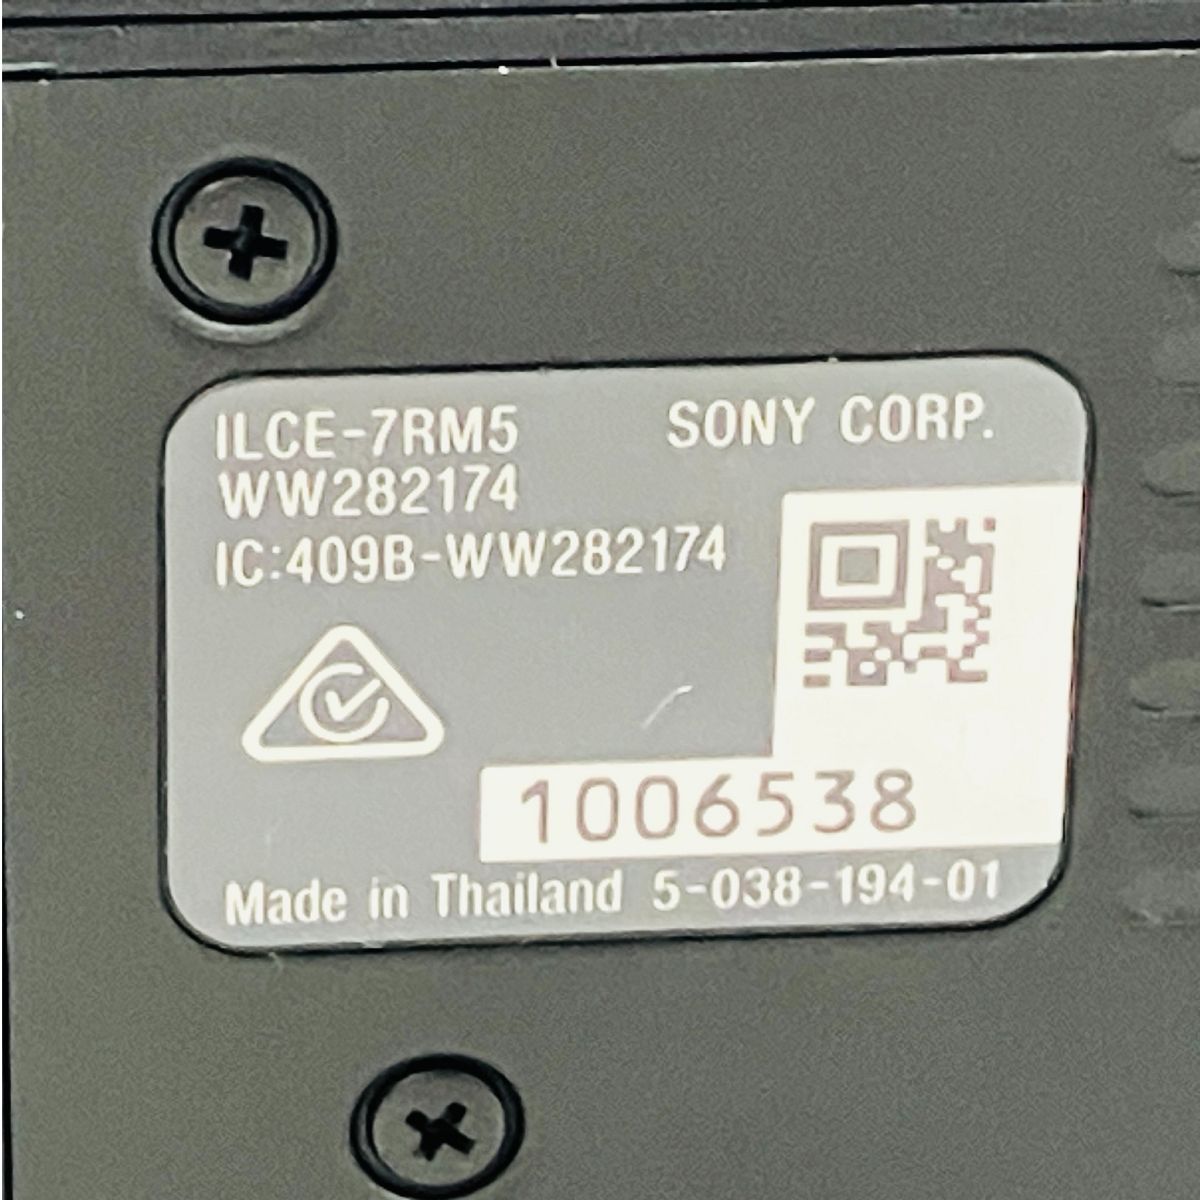 ILCE-7RM5 SONY CORP.
WW282174
IC:409B-WW282174
1006538
Made in Thailand 5-038-194-01